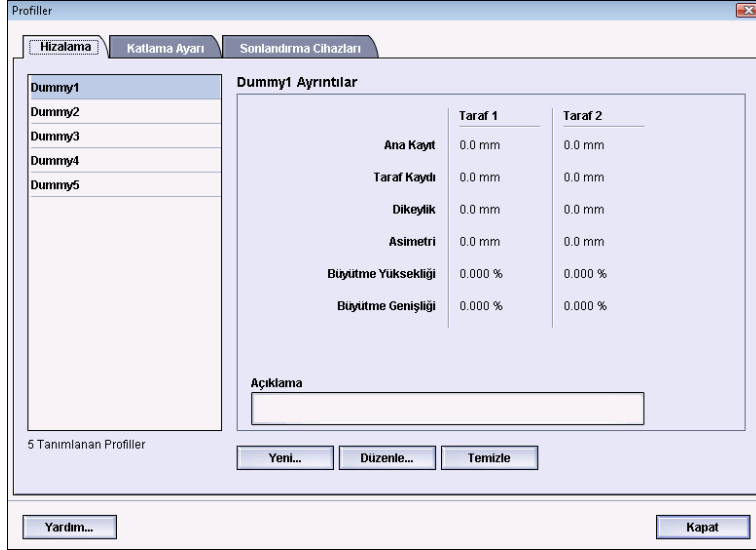 Profiller
Hizalama Katlama Ayarı Sonlandırma Cihazları
Dummy1
Dummy2
Dummy3
Dummy4
Dummy5
5 Tanımlanan Profiller
Dummy1 Ayrıntılar
Taraf 1 Taraf 2
Ana Kayıt 0.0 mm 0.0 mm
Taraf Kaydı 0.0 mm 0.0 mm
Dikeylik 0.0 mm 0.0 mm
Asimetri 0.0 mm 0.0 mm
Büyütme Yüksekliği 0.000 % 0.000 %
Büyütme Genişliği 0.000 % 0.000 %
Açıklama
Yeni... Düzenle... Temizle
Yardım... Kapat